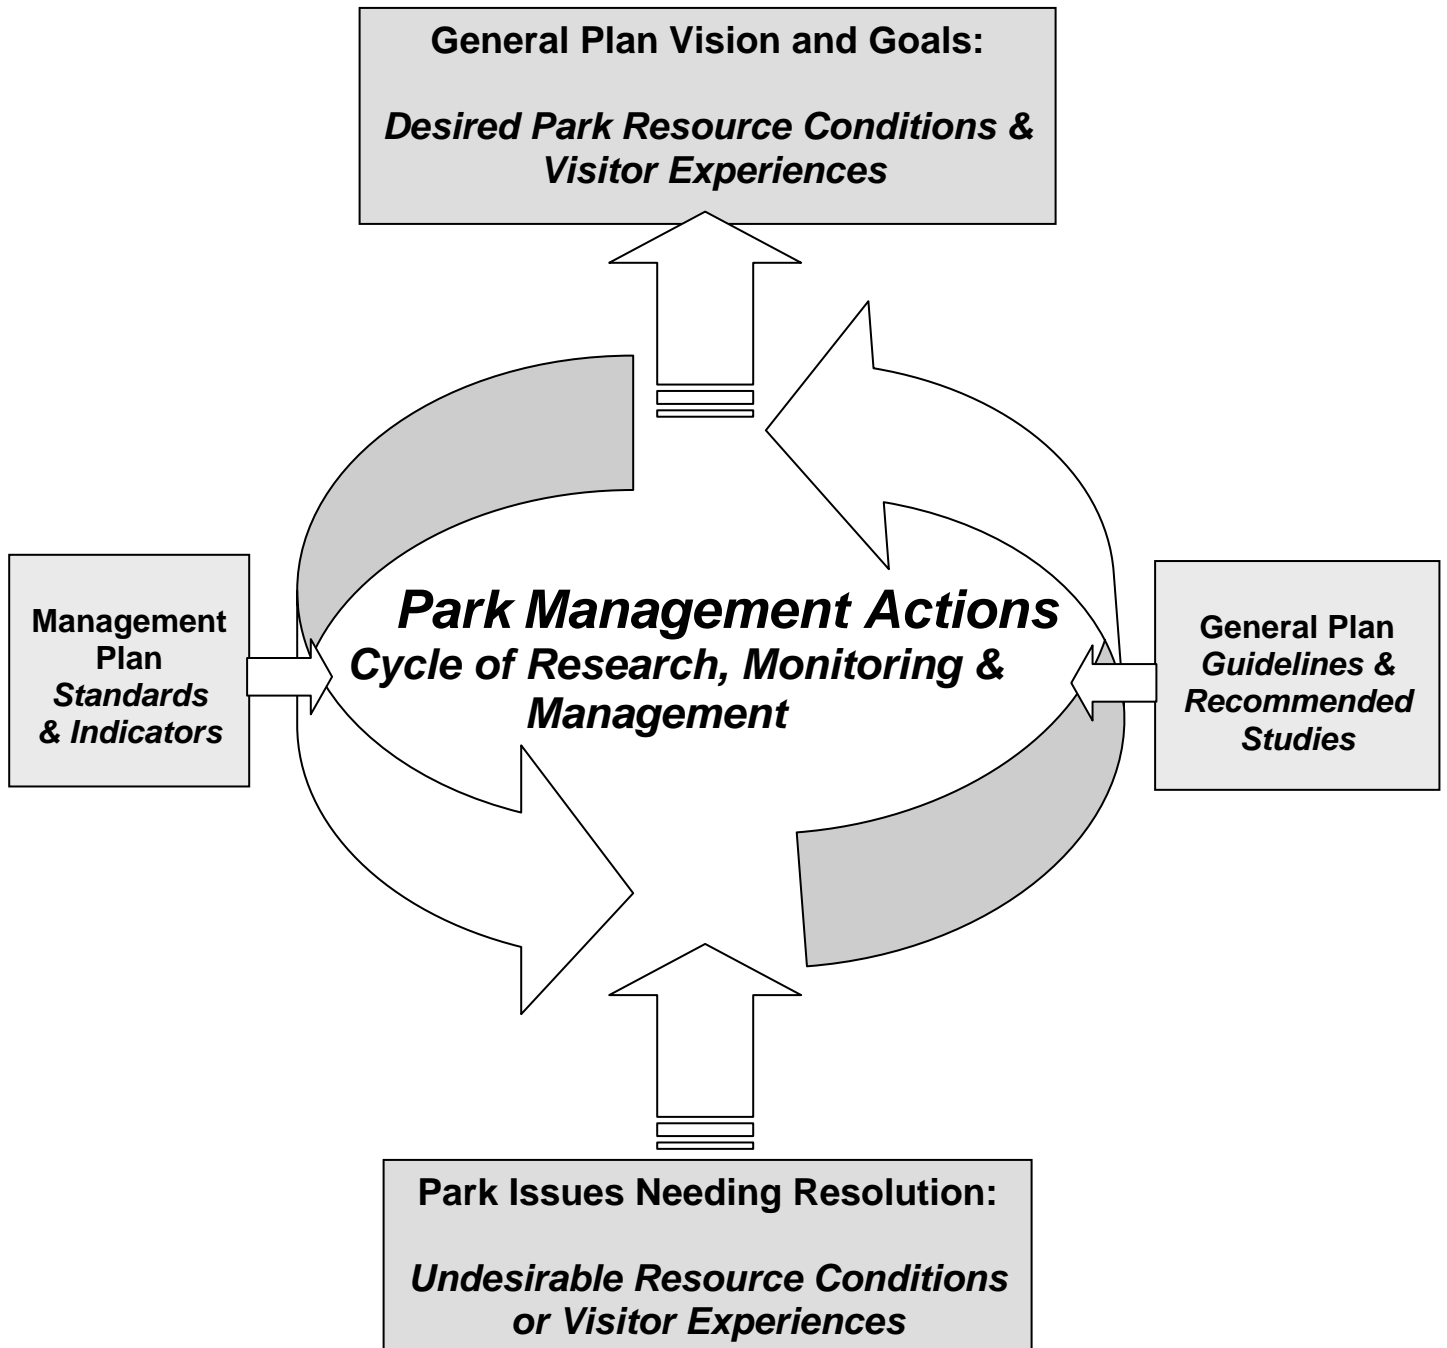 General Plan Vision and Goals:
Desired Park Resource Conditions &
Visitor Experiences
Park Management Actions
Cycle of Research, Monitoring &
Management
Management
Plan
Standards
& Indicators
General Plan
Guidelines &
Recommended
Studies
Park Issues Needing Resolution:
Undesirable Resource Conditions
or Visitor Experiences